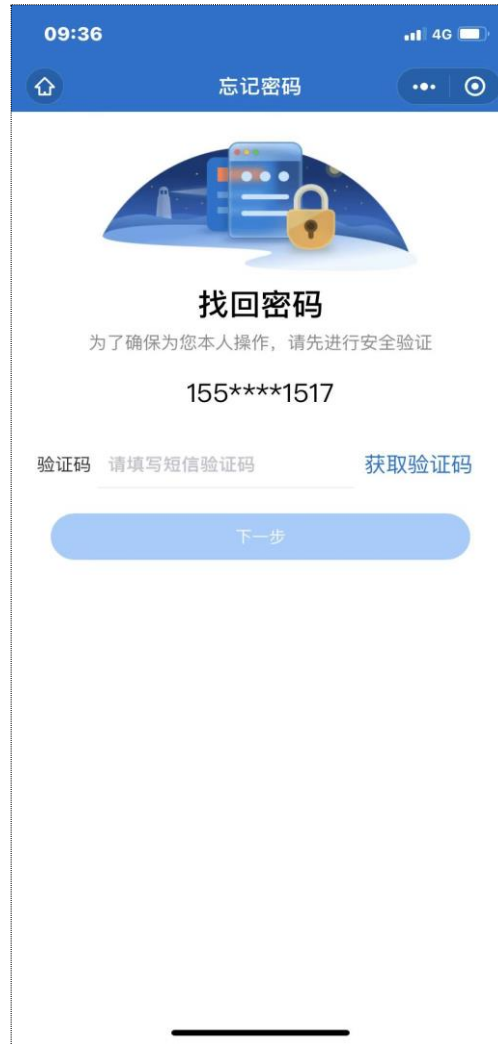 09:36
4G
忘记密码
找回密码
为了确保为您本人操作，请先进行安全验证
155****1517
验证码 请填写短信验证码 获取验证码
下一步